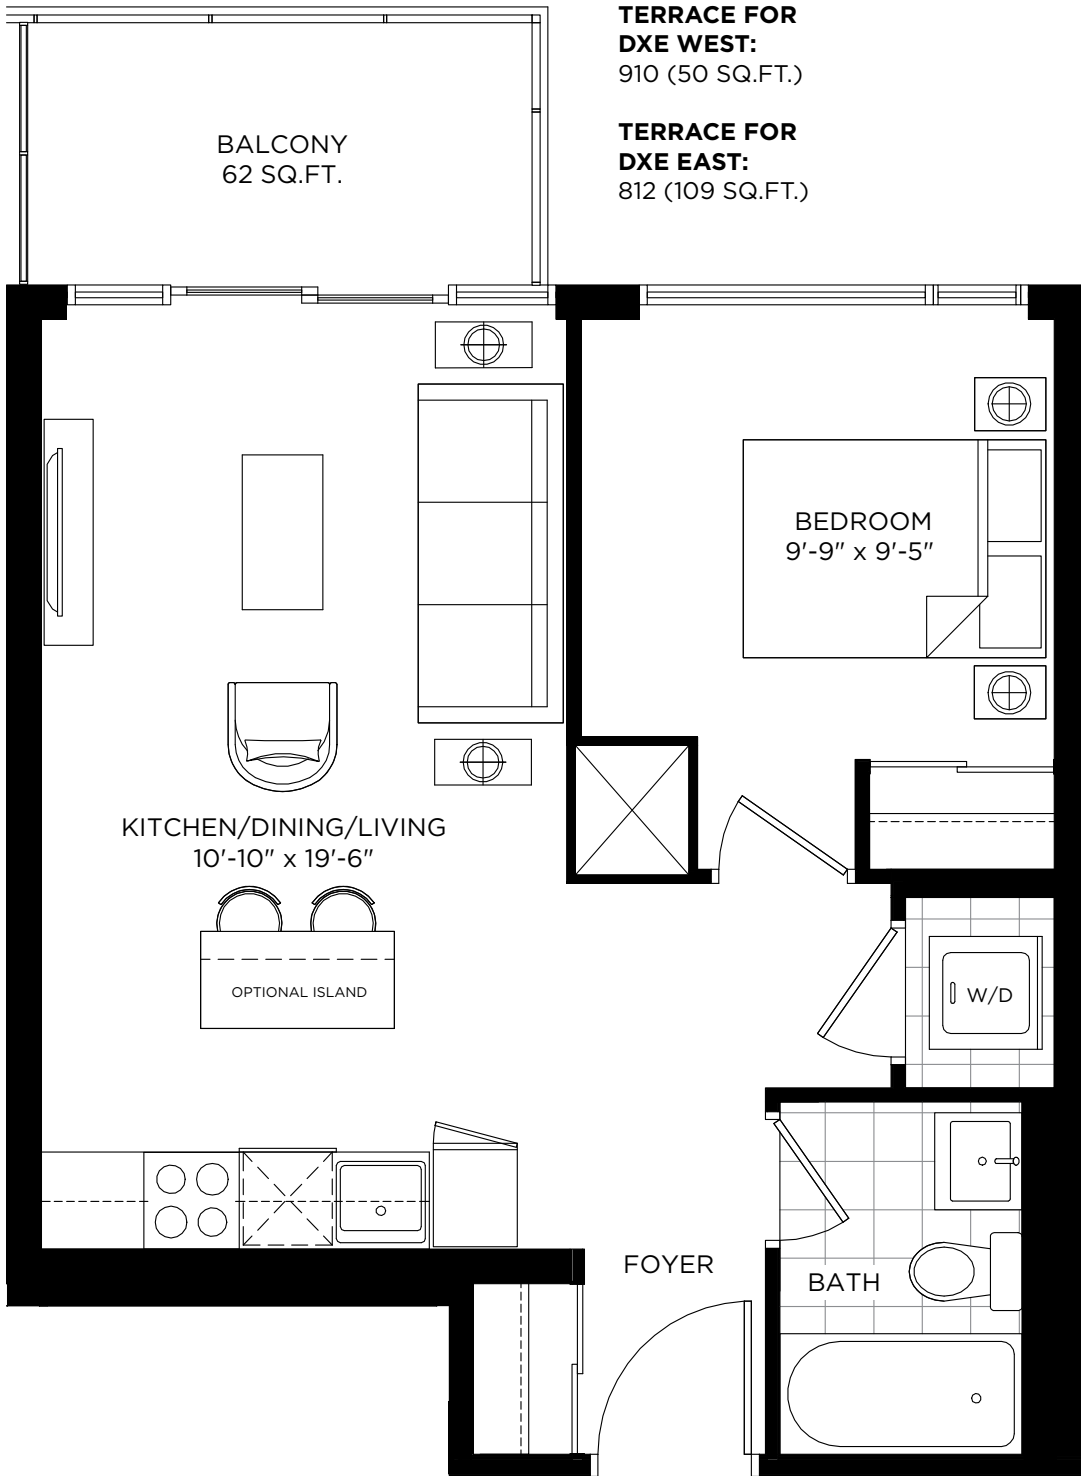 TERRACE FOR
DXE WEST:
910 (50 SQ.FT.)
TERRACE FOR
DXE EAST:
812 (109 SQ.FT.)
BALCONY
62 SQ.FT.
BEDROOM
9'-9" x 9'-5"
KITCHEN/DINING/LIVING
10'-10" x 19'-6"
OPTIONAL ISLAND
W/D
FOYER
BATH